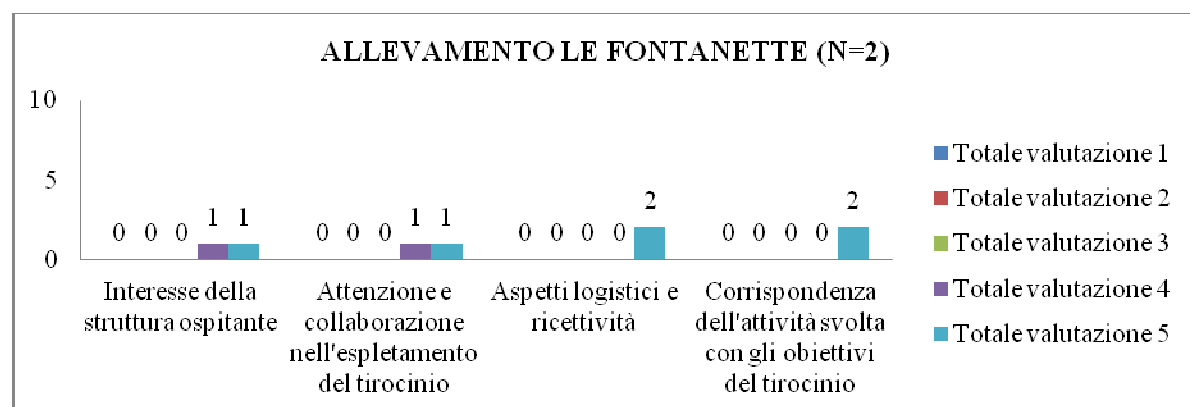 ALLEVAMENTO LE FONTANETTE (N=2)
10
5
0
0 0 0 1 1
0 0 0 1 1
0 0 0 0 2
0 0 0 0 2
Interesse della
struttura ospitante
Attenzione e
collaborazione
nell'espletamento
del tirocinio
Aspetti logistici e
ricettività
Corrispondenza
dell'attività svolta
con gli obiettivi
del tirocinio
Totale valutazione 1
Totale valutazione 2
Totale valutazione 3
Totale valutazione 4
Totale valutazione 5